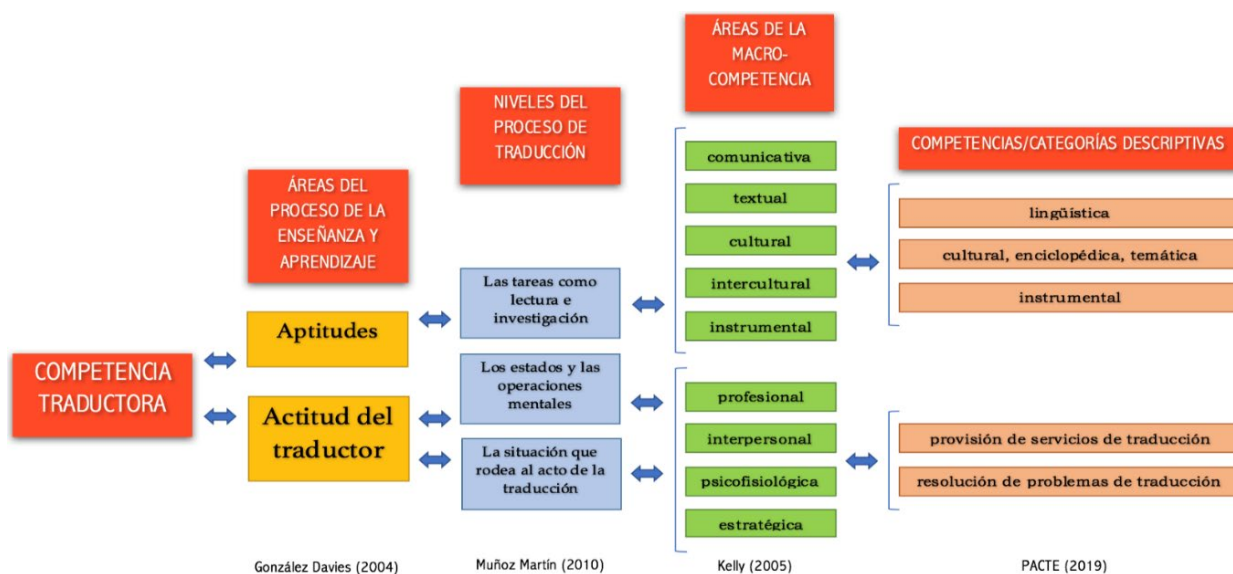 COMPETENCIA
TRADUCTORA
ÁREAS DEL
PROCESO DE LA
ENSEÑANZA Y
APRENDIZAJE
Aptitudes
Actitud del
traductor
González Davies (2004)
NIVELES DEL
PROCESO DE
TRADUCCIÓN
Las tareas como
lectura e
investigación
Los estados y las
operaciones
mentales
La situación que
rodea al acto de la
traducción
Muñoz Martín (2010)
ÁREAS DE LA
MACRO-
COMPETENCIA
comunicativa
textual
cultural
intercultural
instrumental
profesional
interpersonal
psicofisiológica
estratégica
Kelly (2005)
COMPETENCIAS/CATEGORÍAS DESCRIPTIVAS
lingüística
cultural, enciclopédica, temática
instrumental
provisión de servicios de traducción
resolución de problemas de traducción
PACTE (2019)